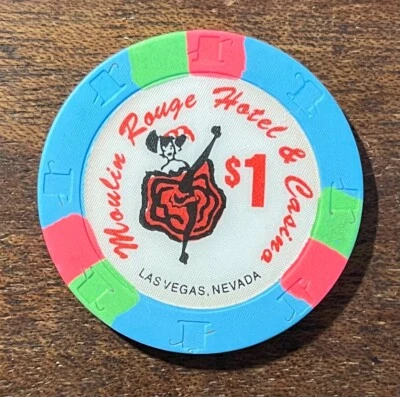 Moulin Rouge Hotel & Casino
$1
LAS VEGAS, NEVADA